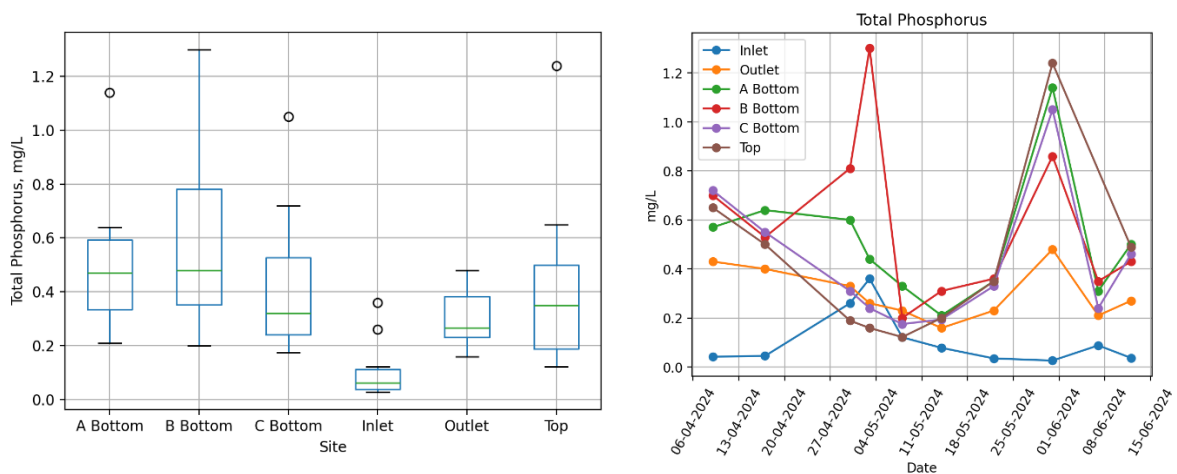 Total Phosphorus, mg/L
1.2
1.0
0.8
0.6
0.4
0.2
0.0
A Bottom B Bottom C Bottom Inlet Outlet Top
Site
Total Phosphorus
Inlet
Outlet
A Bottom
B Bottom
C Bottom
Top
mg/L
1.2
1.0
0.8
0.6
0.4
0.2
0.0
06-04-2024 13-04-2024 20-04-2024 27-04-2024 04-05-2024 11-05-2024 18-05-2024 25-05-2024 01-06-2024 08-06-2024 15-06-2024
Date